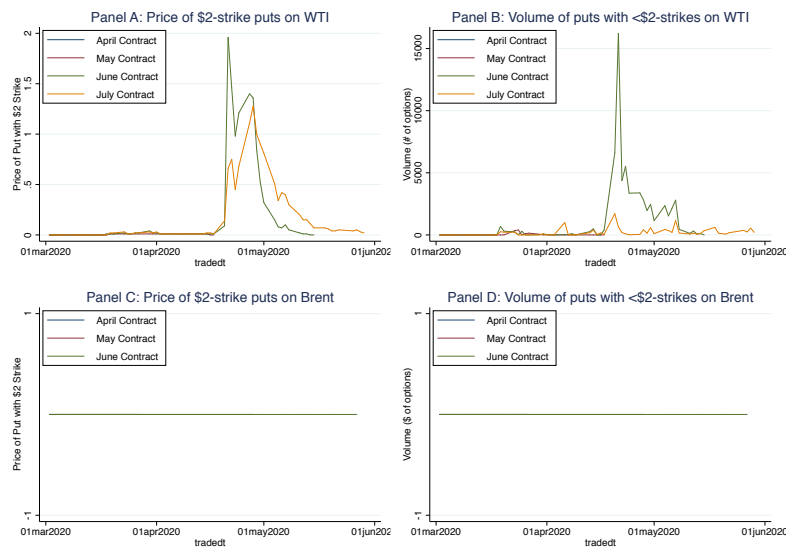 Panel A: Price of $2-strike puts on WTI
April Contract
May Contract
June Contract
July Contract
Price of Put with $2 Strike
2
1.5
1
.5
0
01mar2020 01apr2020 01may2020 01jun202
tradedt
Panel B: Volume of puts with <$2-strikes on WTI
April Contract
May Contract
June Contract
July Contract
Volume (# of options)
15000
10000
5000
0
01mar2020 01apr2020 01may2020 01jun2020
tradedt
Panel C: Price of $2-strike puts on Brent
April Contract
May Contract
June Contract
Price of Put with $2 Strike
1
-1
01mar2020 01apr2020 01may2020 01jun202
tradedt
Panel D: Volume of puts with <$2-strikes on Brent
April Contract
May Contract
June Contract
Volume ($ of options)
1
-1
01mar2020 01apr2020 01may2020 01jun2020
tradedt